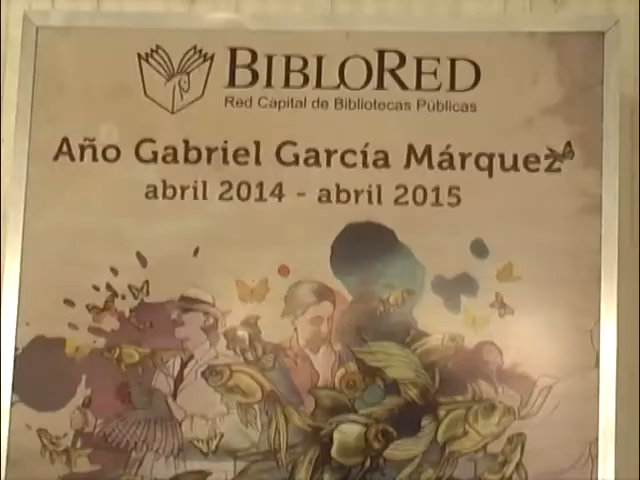 BIBLORED
Red Capital de Bibliotecas Públicas
Año Gabriel García Márquez
abril 2014 - abril 2015